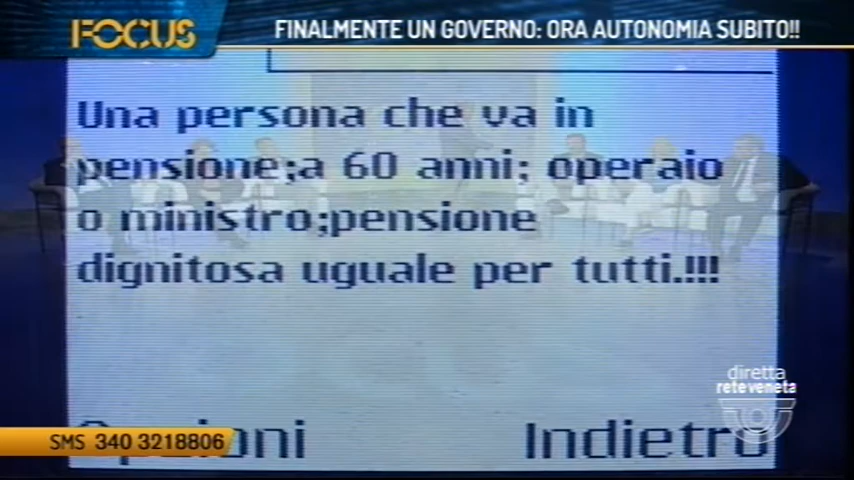 FOCUS
FINALMENTE UN GOVERNO: ORA AUTONOMIA SUBITO!!
Una persona che va in
pensione;a 60 anni; operaio
o ministro;pensione
dignitosa uguale per tutti.!!!
diretta
reteveneta
SMS 340 3218806
Opzioni
Indietro